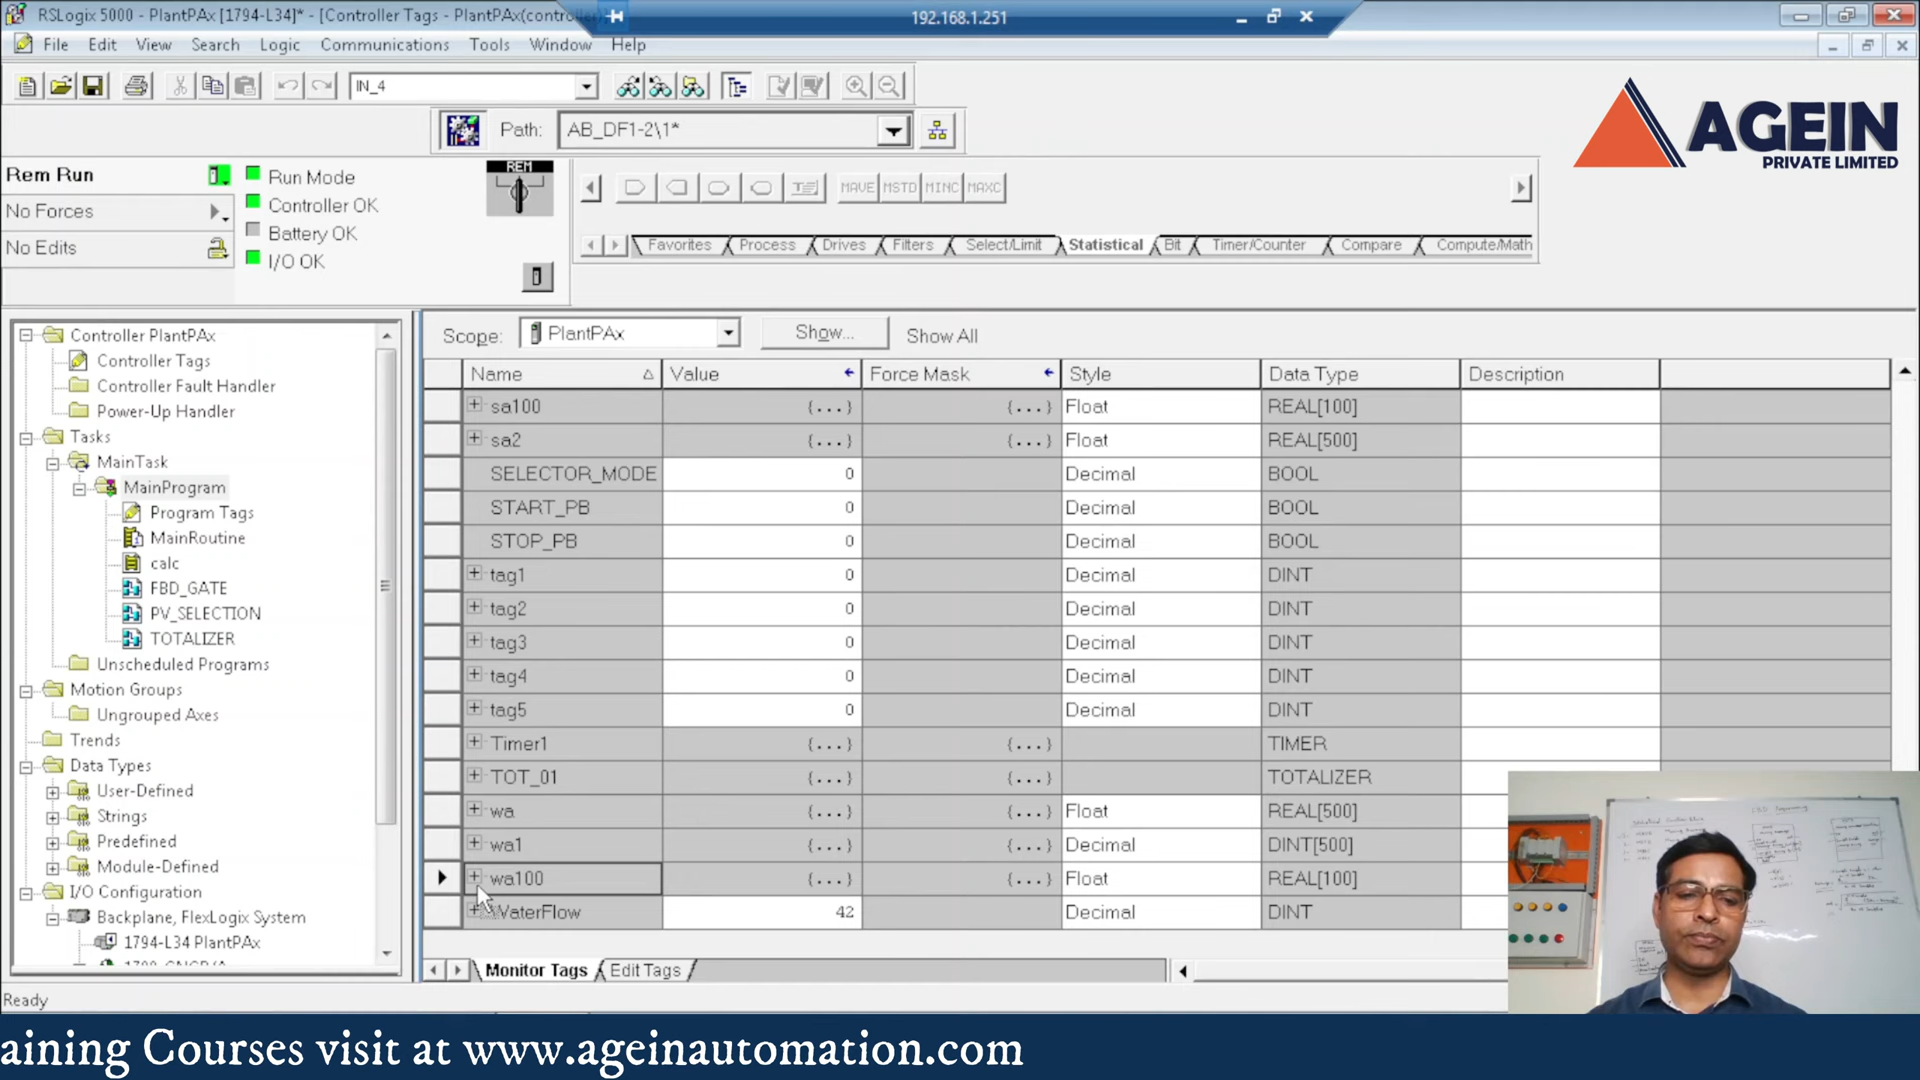 RSLogix 5000 - PlantPAx [1794-L34]* - [Controller Tags - PlantPAx(controller)
192.168.1.251
File Edit View Search Logic Communications Tools Window Help
IN_4
Path: AB_DF1-2\1*
AGEIN
PRIVATE LIMITED
Rem Run
No Forces
No Edits
Run Mode
Controller OK
Battery OK
I/O OK
REM
MAVE MSTD MINC MAXC
Favorites Process Drives Filters Select/Limit Statistical Bit Timer/Counter Compare Compute/Math
Controller PlantPAx
Controller Tags
Controller Fault Handler
Power-Up Handler
Tasks
MainTask
MainProgram
Program Tags
MainRoutine
calc
FBD_GATE
PV_SELECTION
TOTALIZER
Unscheduled Programs
Motion Groups
Ungrouped Axes
Trends
Data Types
User-Defined
Strings
Predefined
Module-Defined
I/O Configuration
Backplane, FlexLogix System
1794-L34 PlantPAx
Scope: PlantPAx Show... Show All
Name Value Force Mask Style Data Type Description
sa100 {...} {...} Float REAL[100]
sa2 {...} {...} Float REAL[500]
SELECTOR_MODE 0 Decimal BOOL
START_PB 0 Decimal BOOL
STOP_PB 0 Decimal BOOL
tag1 0 Decimal DINT
tag2 0 Decimal DINT
tag3 0 Decimal DINT
tag4 0 Decimal DINT
tag5 0 Decimal DINT
Timer1 {...} {...} TIMER
TOT_01 {...} {...} TOTALIZER
wa {...} {...} Float REAL[500]
wa1 {...} {...} Decimal DINT[500]
wa100 {...} {...} Float REAL[100]
WaterFlow 42 Decimal DINT
Monitor Tags Edit Tags
Ready
aining Courses visit at www.ageinautomation.com